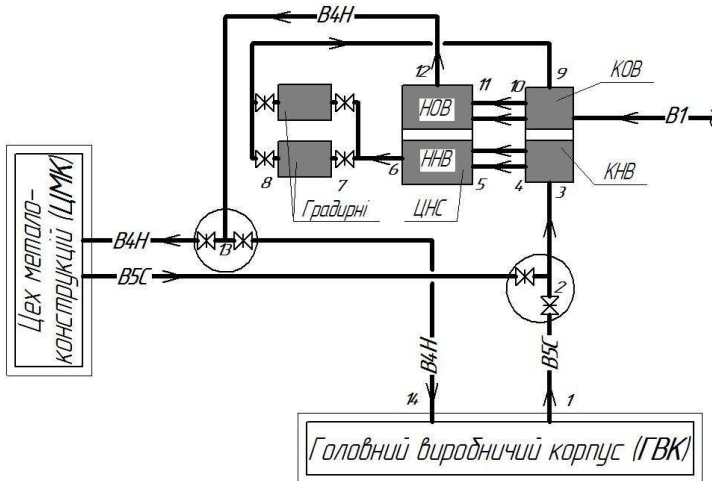 В4Н
12
11
10
9
КОВ
НОВ
В1
ННВ
КНВ
8
7
6
5
4
3
Градирні
ЦНС
Цех метало-
конструкцій (ЦМК)
В4Н
13
В5С
2
В4Н
В5С
14
1
Головний виробничий корпус (ГВК)